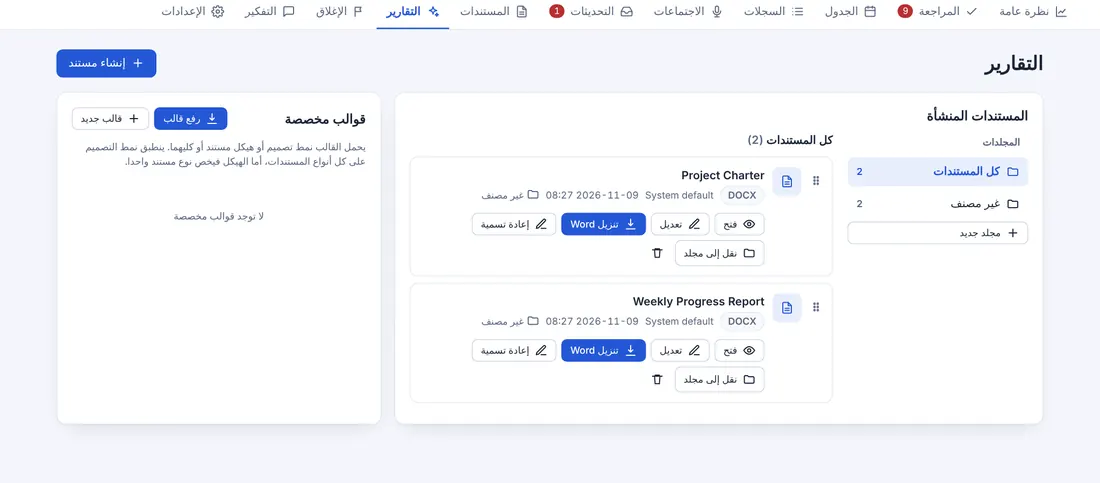 نظرة عامة
المراجعة 9
الجدول
السجلات
الاجتماعات
التحديثات 1
المستندات
التقارير
الإغلاق
التفكير
الإعدادات
التقارير
إنشاء مستند
المستندات المنشأة
المجلدات
كل المستندات 2
غير مصنف 2
مجلد جديد
كل المستندات (2)
Project Charter
DOCX System default 2026-11-09 08:27 غير مصنف
فتح تعديل تنزيل Word إعادة تسمية
نقل إلى مجلد
Weekly Progress Report
DOCX System default 2026-11-09 08:27 غير مصنف
فتح تعديل تنزيل Word إعادة تسمية
نقل إلى مجلد
قوالب مخصصة
رفع قالب
قالب جديد
يحمل القالب نمط تصميم أو هيكل مستند أو كليهما. ينطبق نمط التصميم
على كل أنواع المستندات، أما الهيكل فيخص نوع مستند واحدا.
لا توجد قوالب مخصصة